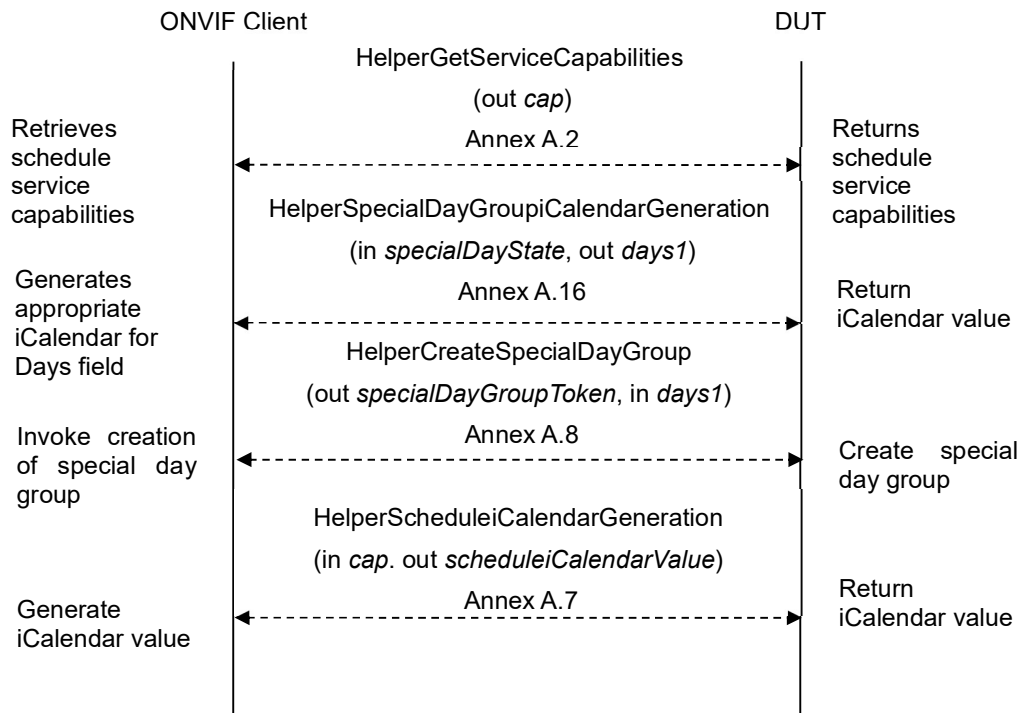 ONVIF Client
DUT
HelperGetServiceCapabilities
(out cap)
Annex A.2
Retrieves
schedule
service
capabilities
Returns
schedule
service
capabilities
HelperSpecialDayGroupiCalendarGeneration
(in specialDayState, out days1)
Annex A.16
Generates
appropriate
iCalendar for
Days field
Return
iCalendar value
HelperCreateSpecialDayGroup
(out specialDayGroupToken, in days1)
Annex A.8
Invoke creation
of special day
group
Create special
day group
HelperScheduleiCalendarGeneration
(in cap. out scheduleiCalendarValue)
Annex A.7
Generate
iCalendar value
Return
iCalendar value